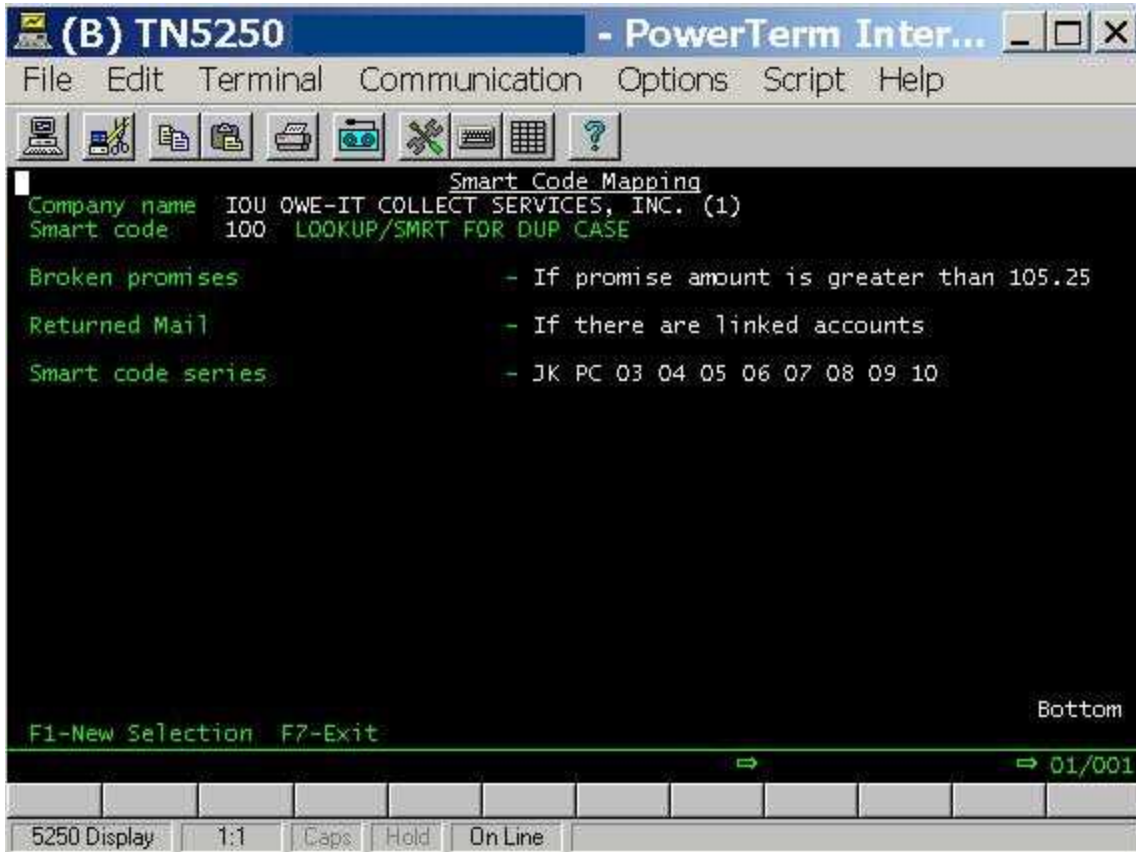 (B) TN5250 - PowerTerm Inter...
File Edit Terminal Communication Options Script Help
Smart Code Mapping
Company name IOU OWE-IT COLLECT SERVICES, INC. (1)
Smart code 100 LOOKUP/SMRT FOR DUP CASE
Broken promises - If promise amount is greater than 105.25
Returned Mail - If there are linked accounts
Smart code series - JK PC 03 04 05 06 07 08 09 10
Bottom
F1-New Selection F7-Exit
⇨ ⇨ 01/001
5250 Display 1:1 Caps Hold On Line